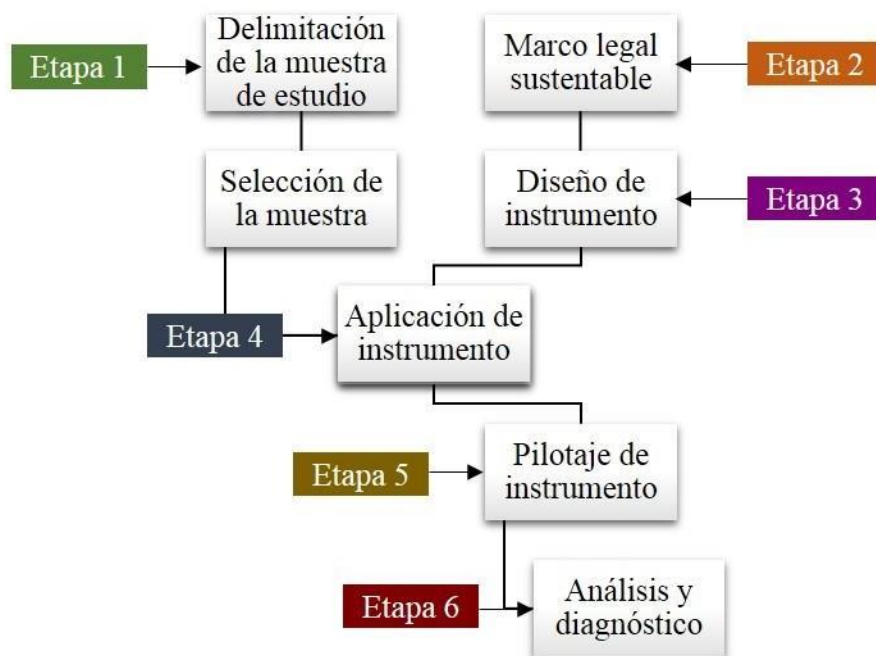 Etapa 1
Delimitación
de la muestra
de estudio
Marco legal
sustentable
Etapa 2
Selección de
la muestra
Diseño de
instrumento
Etapa 3
Etapa 4
Aplicación de
instrumento
Etapa 5
Pilotaje de
instrumento
Etapa 6
Análisis y
diagnóstico